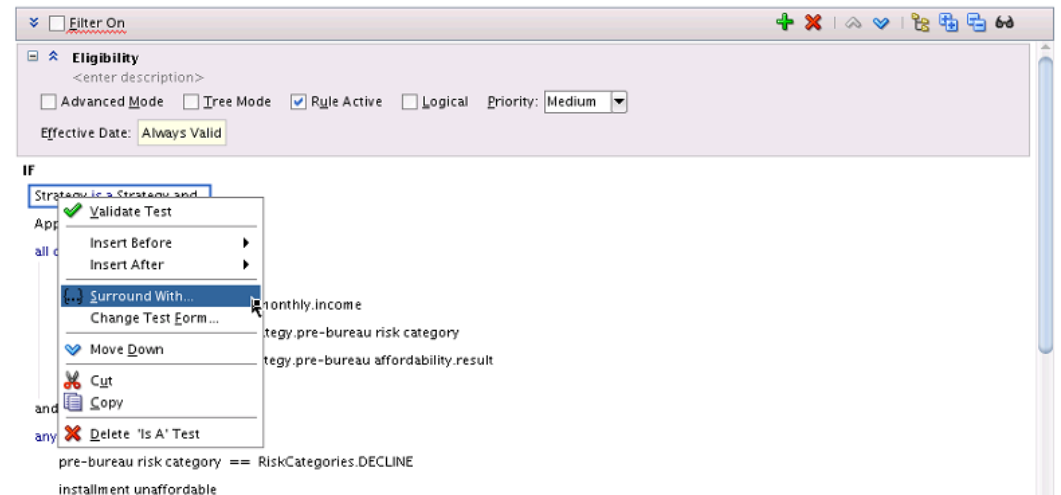 Filter On
Eligibility
<enter description>
Advanced Mode Tree Mode Rule Active Logical Priority: Medium
Effective Date: Always Valid
IF
Strategy is a Strategy and
Validate Test
App
Insert Before
all
Insert After
Surround With...
monthly.income
Change Test Form...
tegy.pre-bureau risk category
Move Down
tegy.pre-bureau affordability.result
Cut
and
Copy
any
Delete 'Is A' Test
pre-bureau risk category == RiskCategories.DECLINE
installment unaffordable